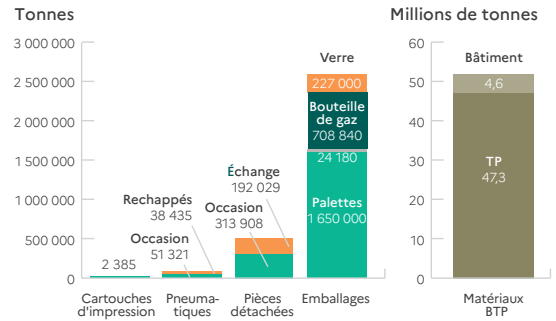 Tonnes
3 000 000
2 500 000
2 000 000
1 500 000
1 000 000
500 000
0
2 385
Occasion
51 321
Rechappés
38 435
Occasion
313 908
Échange
192 029
Verre
227 000
Bouteille
de gaz
708 840
24 180
Palettes
1 650 000
Cartouches
d'impression
Pneuma-
tiques
Pièces
détachées
Emballages
Millions de tonnes
60
50
40
30
20
10
0
Bâtiment
4,6
TP
47,3
Matériaux
BTP